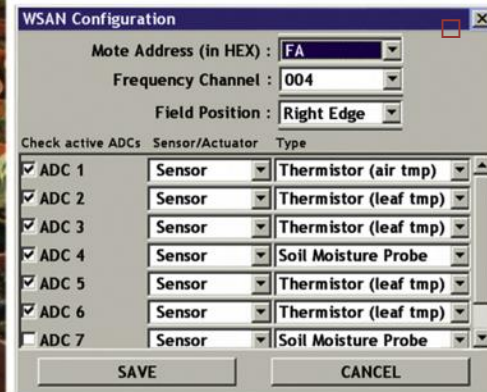 WSAN Configuration
Mote Address (in HEX) : FA
Frequency Channel : 004
Field Position : Right Edge
Check active ADCs Sensor/Actuator Type
ADC 1 Sensor Thermistor (air tmp)
ADC 2 Sensor Thermistor (leaf tmp)
ADC 3 Sensor Thermistor (leaf tmp)
ADC 4 Sensor Soil Moisture Probe
ADC 5 Sensor Thermistor (leaf tmp)
ADC 6 Sensor Thermistor (leaf tmp)
ADC 7 Sensor Soil Moisture Probe
SAVE CANCEL